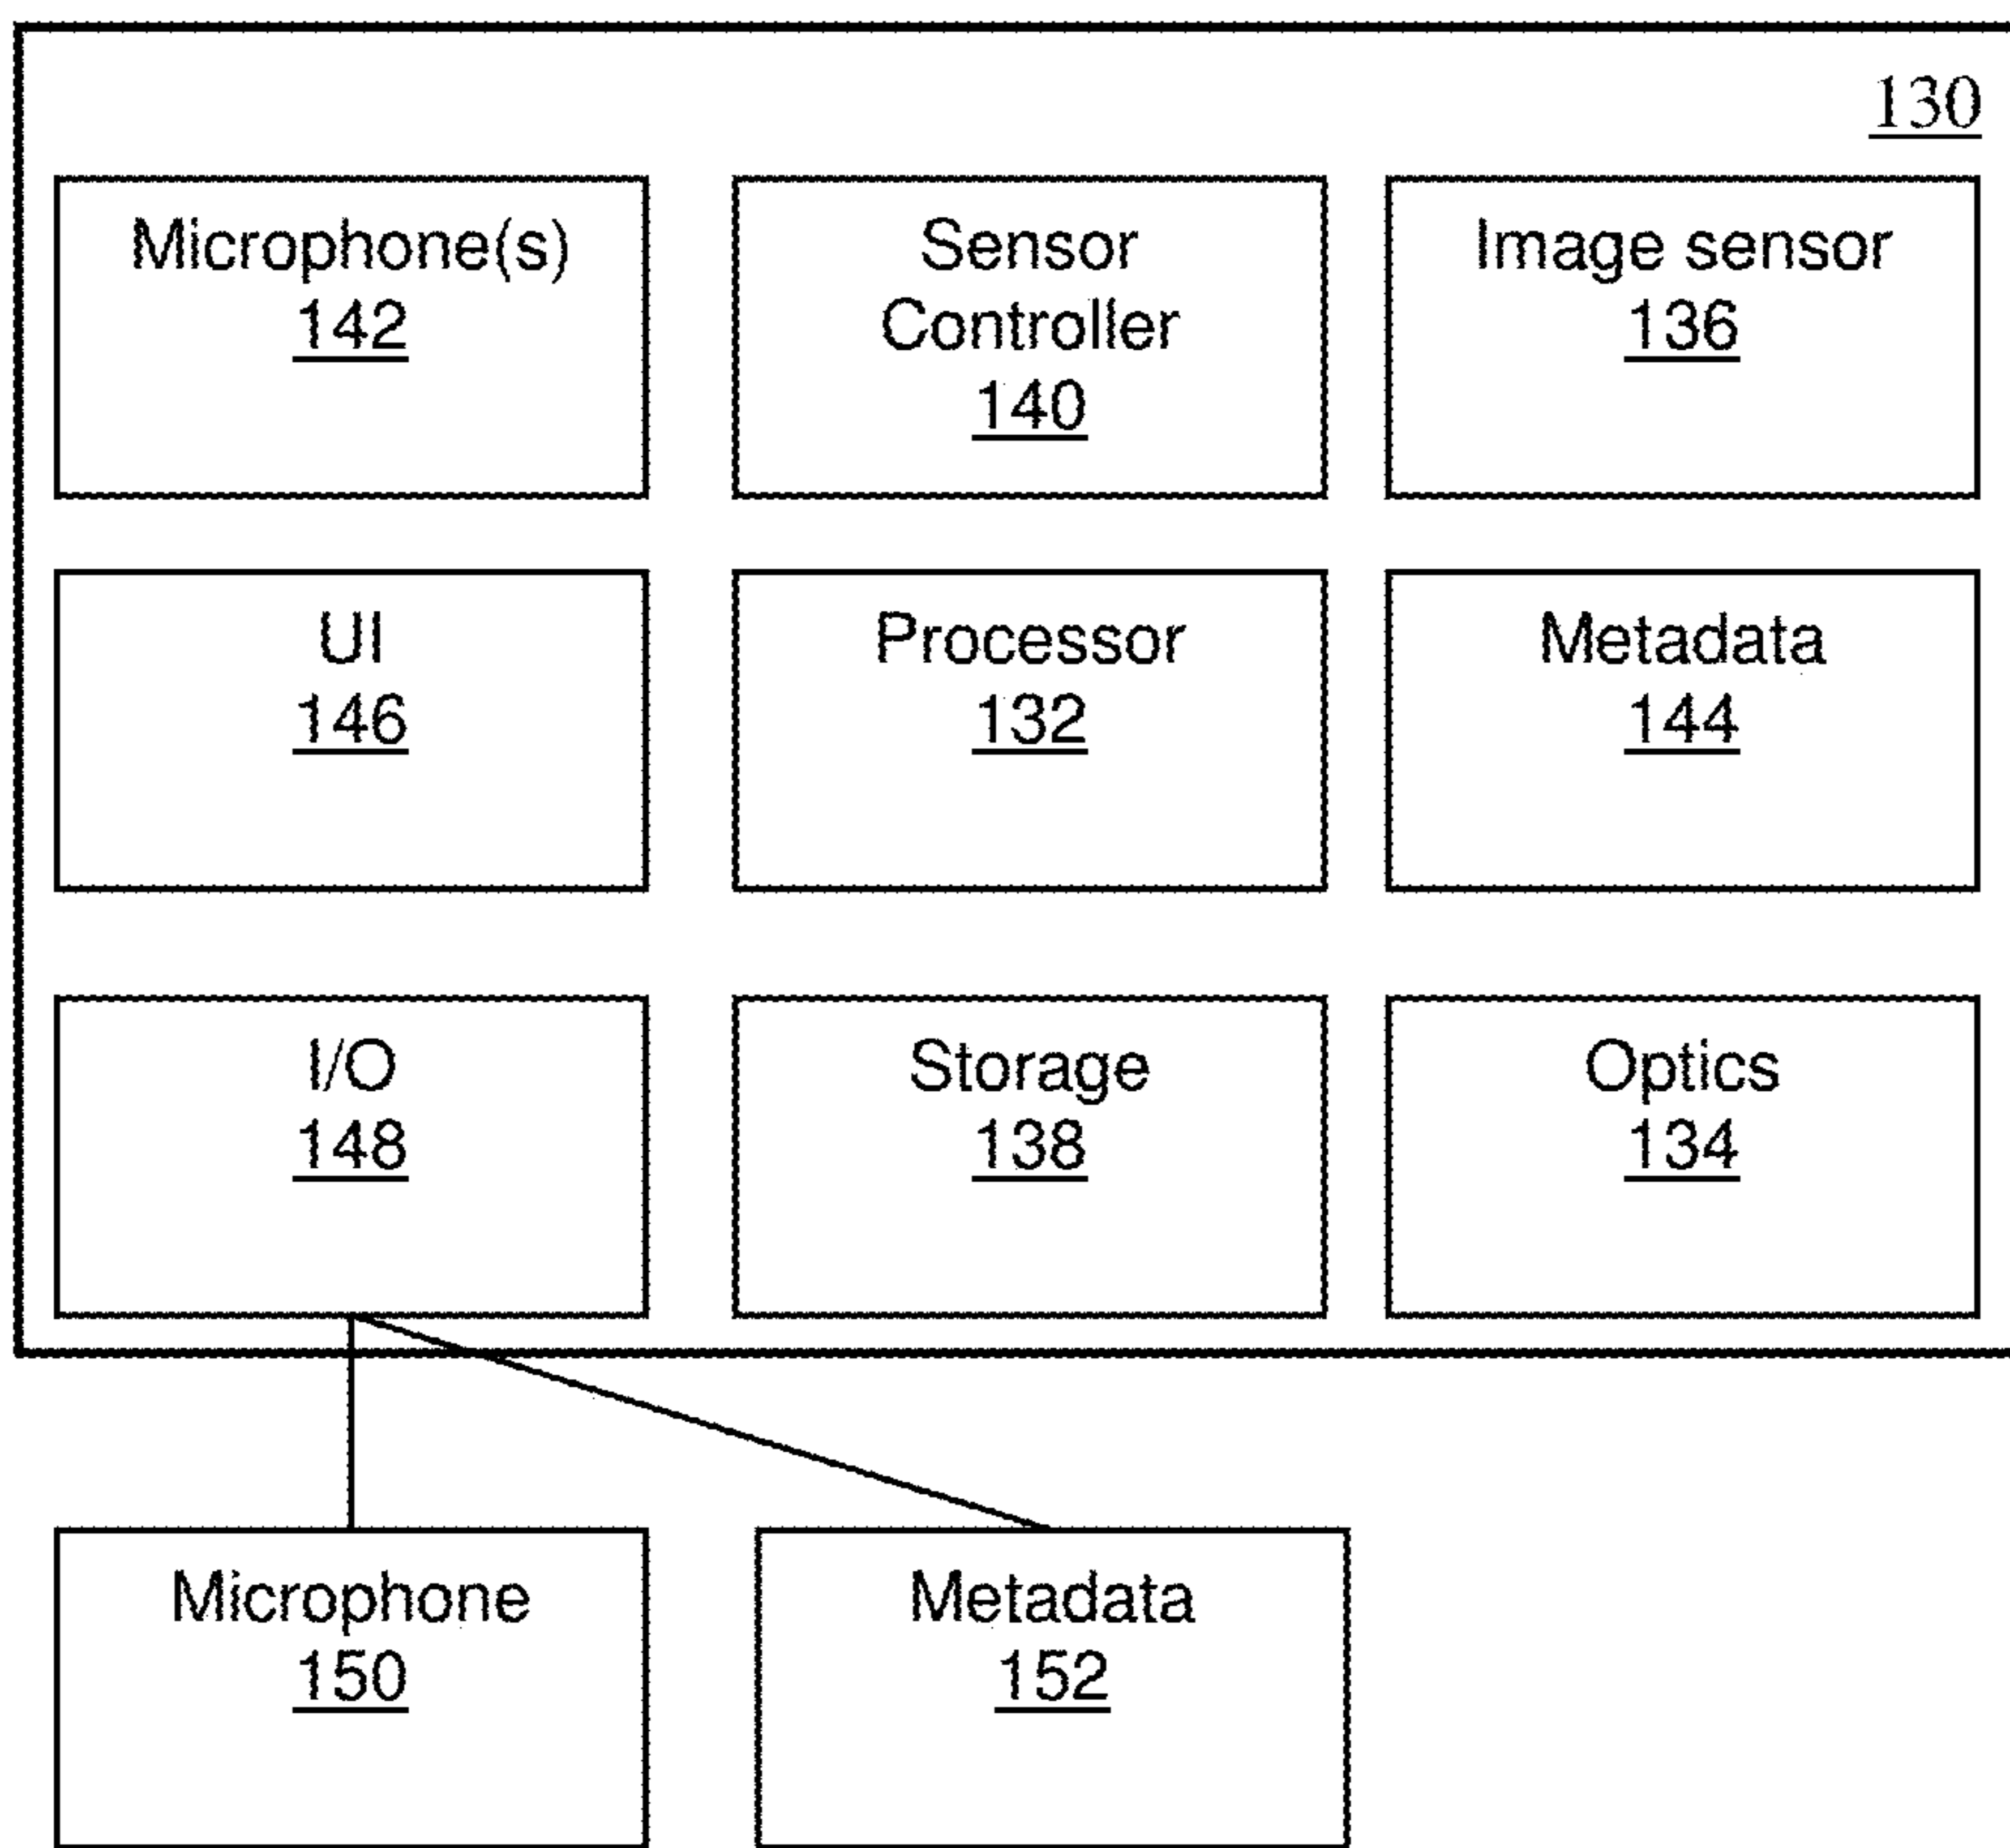 130
Microphone(s)
142
Sensor
Controller
140
Image sensor
136
UI
146
Processor
132
Metadata
144
I/O
148
Storage
138
Optics
134
Microphone
150
Metadata
152